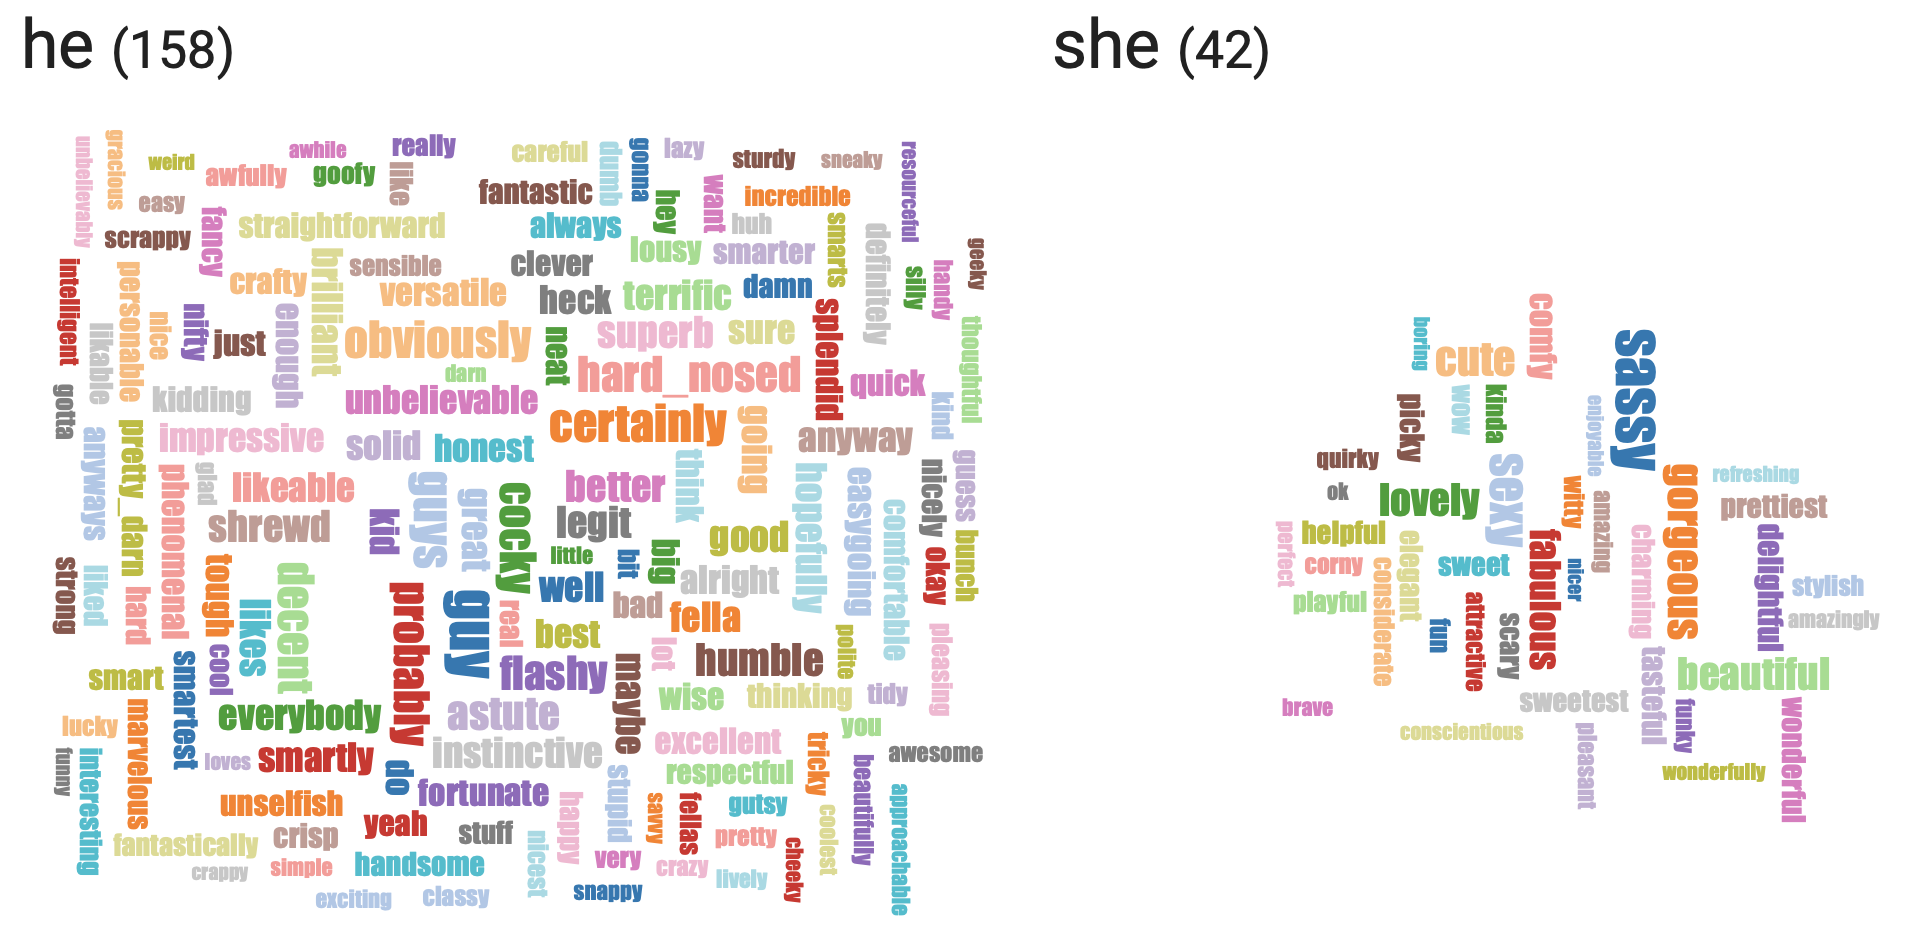 he (158)
she (42)
unbelievably
gracious
weird
awfully
awhile
goofy
really
like
careful
dumb
gonna
lazy
sturdy
sneaky
resourceful
easy
fantastic
hey
want
incredible
scrappy
fancy
straightforward
always
huh
smarts
definitely
geeky
intelligent
personable
crafty
brilliant
sensible
clever
lousy
smarter
silly
handy
versatile
heck
terrific
damn
likable
nice
nifty
just
enough
obviously
neat
superb
sure
splendid
thoughtful
darn
hard_nosed
quick
gotta
kidding
unbelievable
certainly
going
kind
anyways
pretty_darn
impressive
solid
honest
anyway
phenomenal
glad
likeable
guys
great
cocky
better
think
hopefully
easygoing
nicely
guess
shrewd
kid
legit
good
comfortable
strong
liked
hard
tough
likes
decent
little
bit
big
alright
okay
bunch
probably
guy
real
well
bad
fella
best
smart
smartest
cool
flashy
maybe
lot
humble
polite
pleasing
wise
thinking
tidy
lucky
marvelous
everybody
astute
you
funny
interesting
loves
smartly
do
instinctive
excellent
tricky
awesome
respectful
beautifully
approachable
unselfish
fortunate
happy
stupid
savvy
fellas
gutsy
coolest
fantastically
crisp
yeah
stuff
nicest
pretty
cheeky
crappy
simple
handsome
very
crazy
lively
exciting
classy
snappy
boring
cute
comfy
sassy
picky
wow
kinda
enjoyable
quirky
sexy
witty
gorgeous
refreshing
ok
lovely
amazing
prettiest
perfect
helpful
elegant
fabulous
charming
delightful
corny
considerate
sweet
nicer
stylish
playful
fun
attractive
scary
amazingly
tasteful
beautiful
brave
sweetest
funky
wonderful
conscientious
pleasant
wonderfully